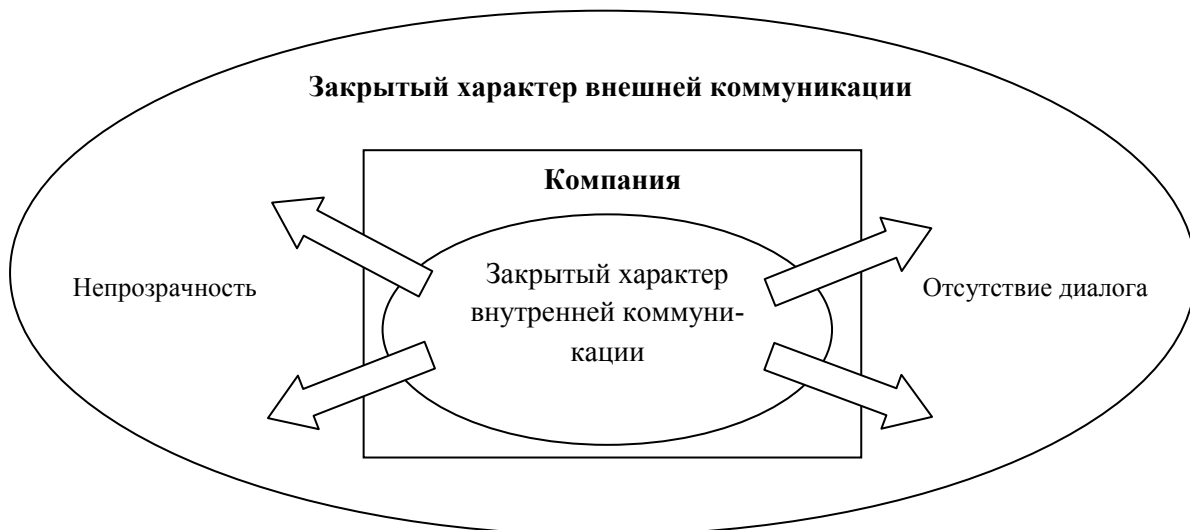 Закрытый характер внешней коммуникации
Компания
Непрозрачность
Закрытый характер
внутренней коммуни-
кации
Отсутствие диалога